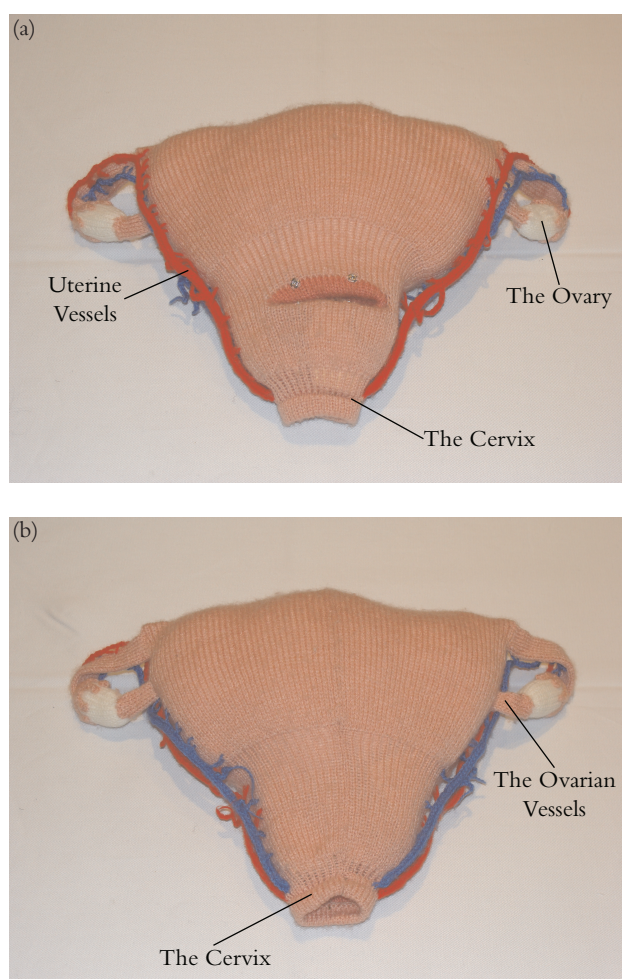 (a)
Uterine
Vessels
The Ovary
The Cervix
(b)
The Ovarian
Vessels
The Cervix